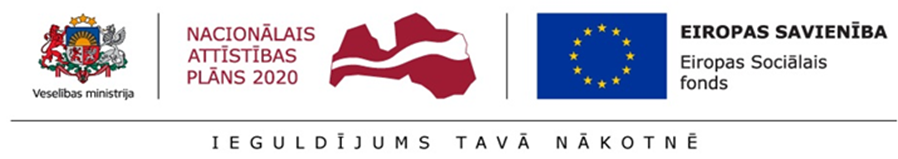 Veselības ministrija
NACIONĀLAIS
ATTĪSTĪBAS
PLĀNS 2020
EIROPAS SAVIENĪBA
Eiropas Sociālais
fonds
IEGULDĪJUMS TAVĀ NĀKOTNĒ